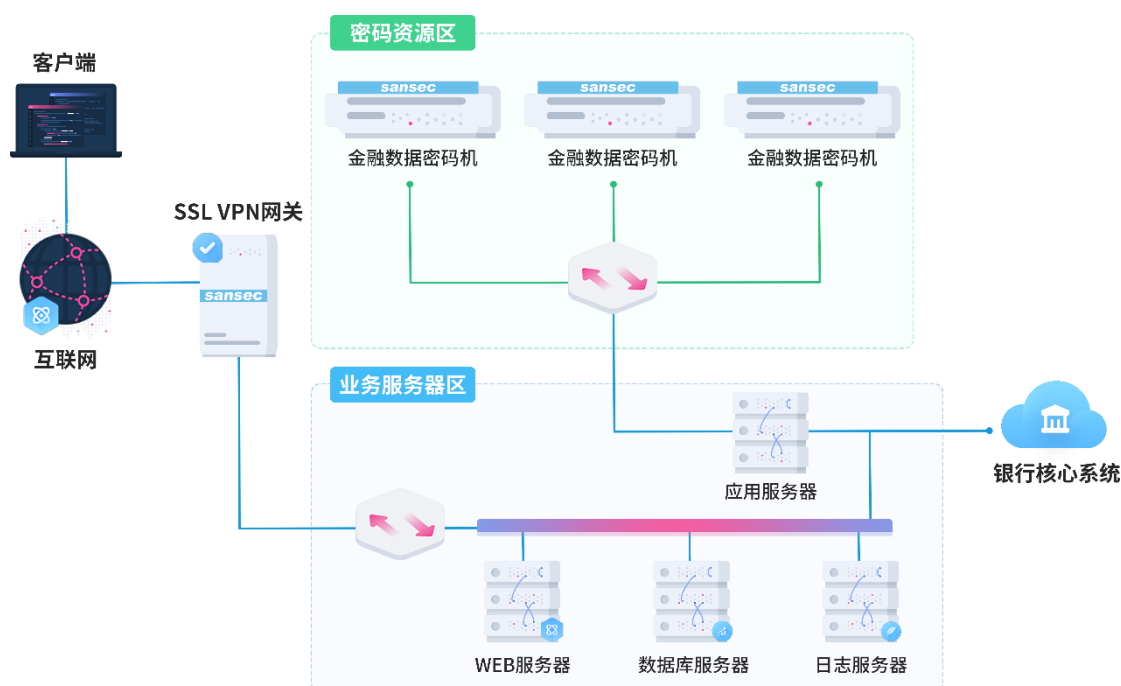 密码资源区
客户端
sansec
sansec
sansec
金融数据密码机
金融数据密码机
金融数据密码机
SSL VPN网关
sansec
互联网
业务服务器区
应用服务器
银行核心系统
WEB服务器
数据库服务器
日志服务器